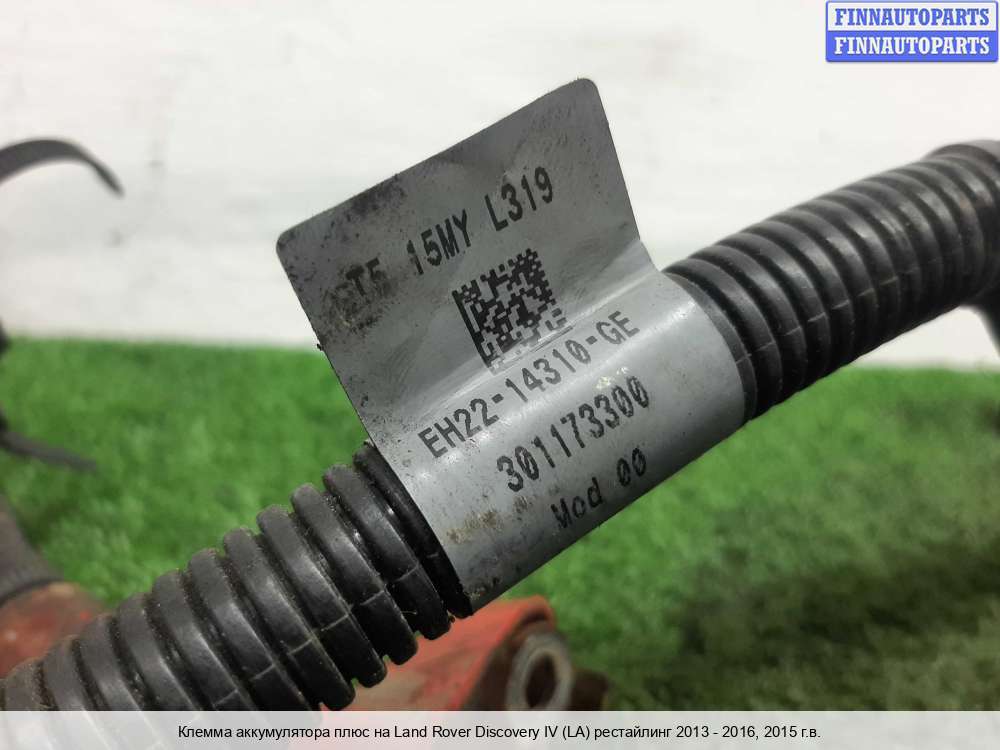 FINNAUTOPARTS
FINNAUTOPARTS
15MY L319
EH22-14310-GE
301173300
Mod 00
Клемма аккумулятора плюс на Land Rover Discovery IV (LA) рестайлинг 2013 - 2016, 2015 г.в.